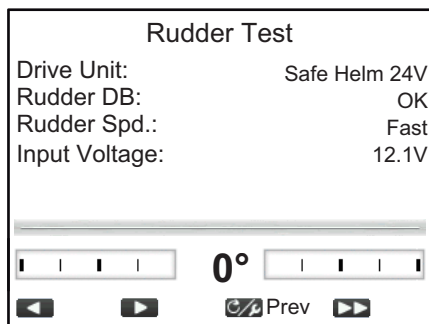 Rudder Test
Drive Unit: Safe Helm 24V
Rudder DB: OK
Rudder Spd.: Fast
Input Voltage: 12.1V
0°
Prev